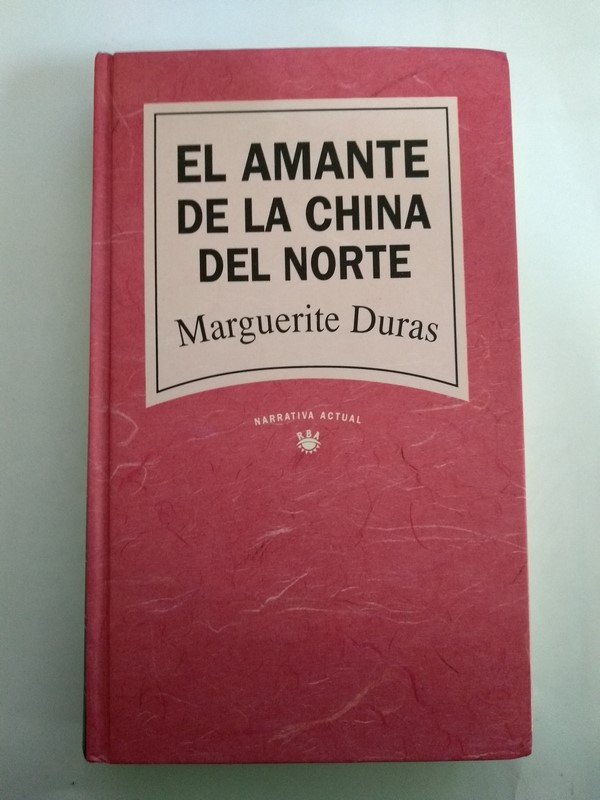 EL AMANTE
DE LA CHINA
DEL NORTE
Marguerite Duras
NARRATIVA ACTUAL
RBA